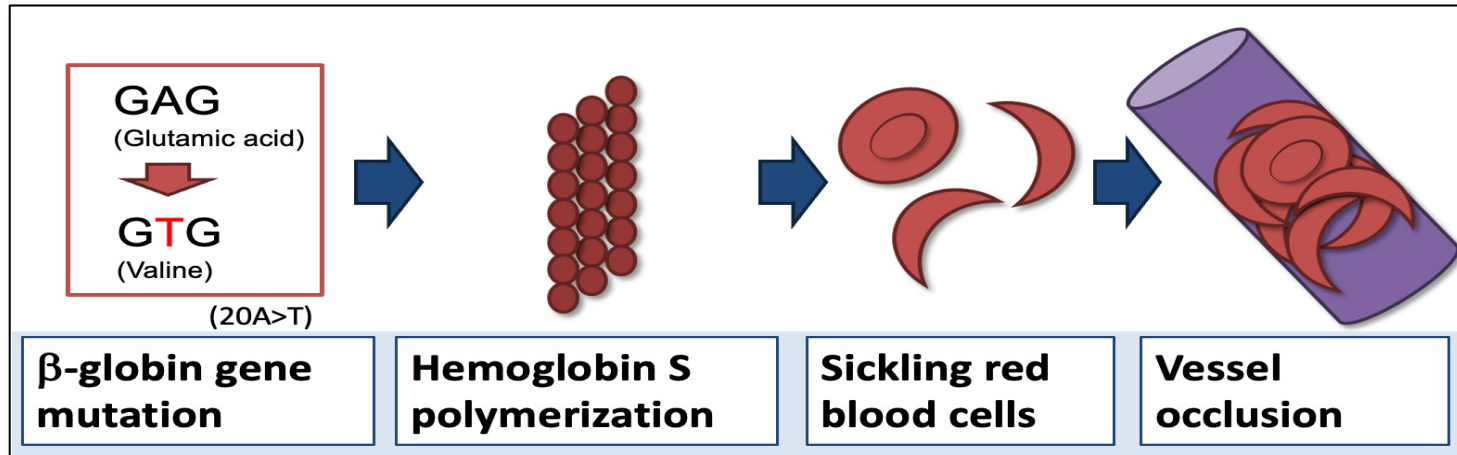 GAG
(Glutamic acid)
GTG
(Valine)
(20A>T)
β-globin gene
mutation
Hemoglobin S
polymerization
Sickling red
blood cells
Vessel
occlusion